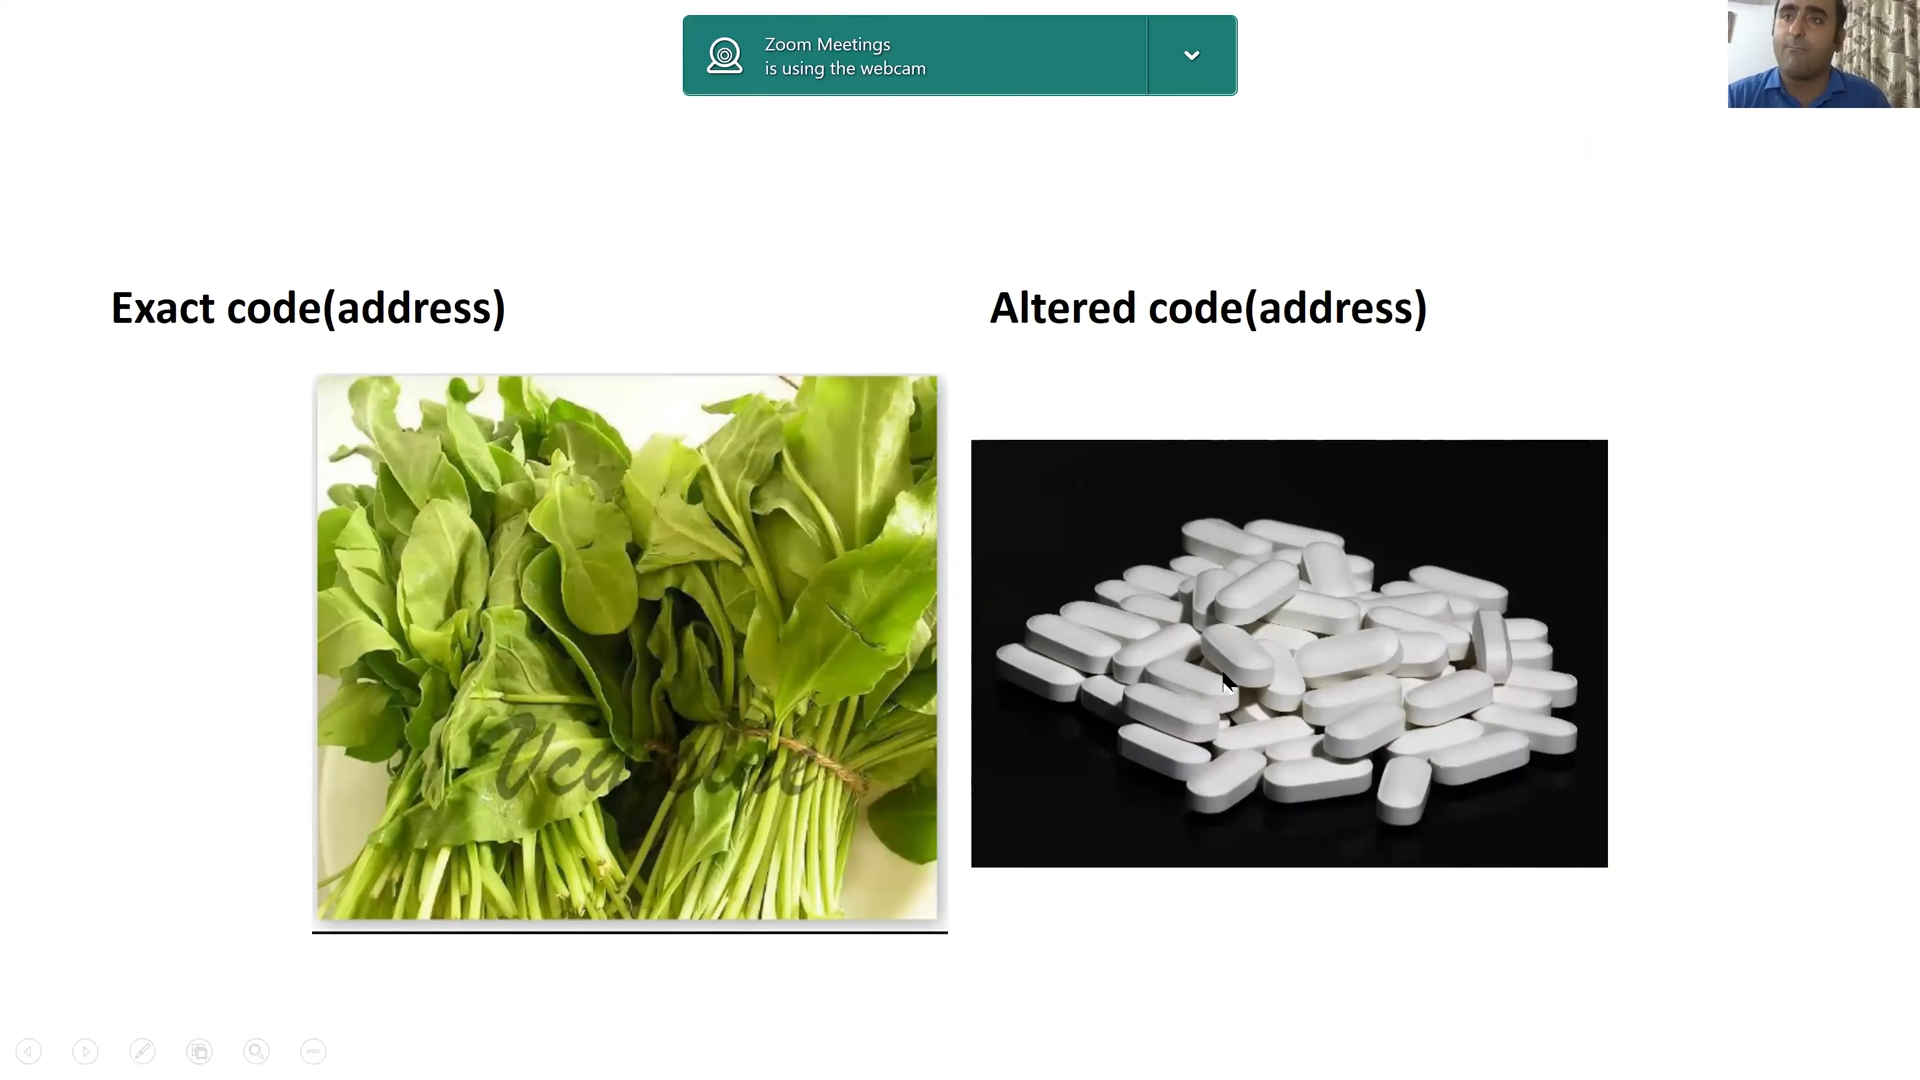 Zoom Meetings
is using the webcam
Exact code(address)
Altered code(address)